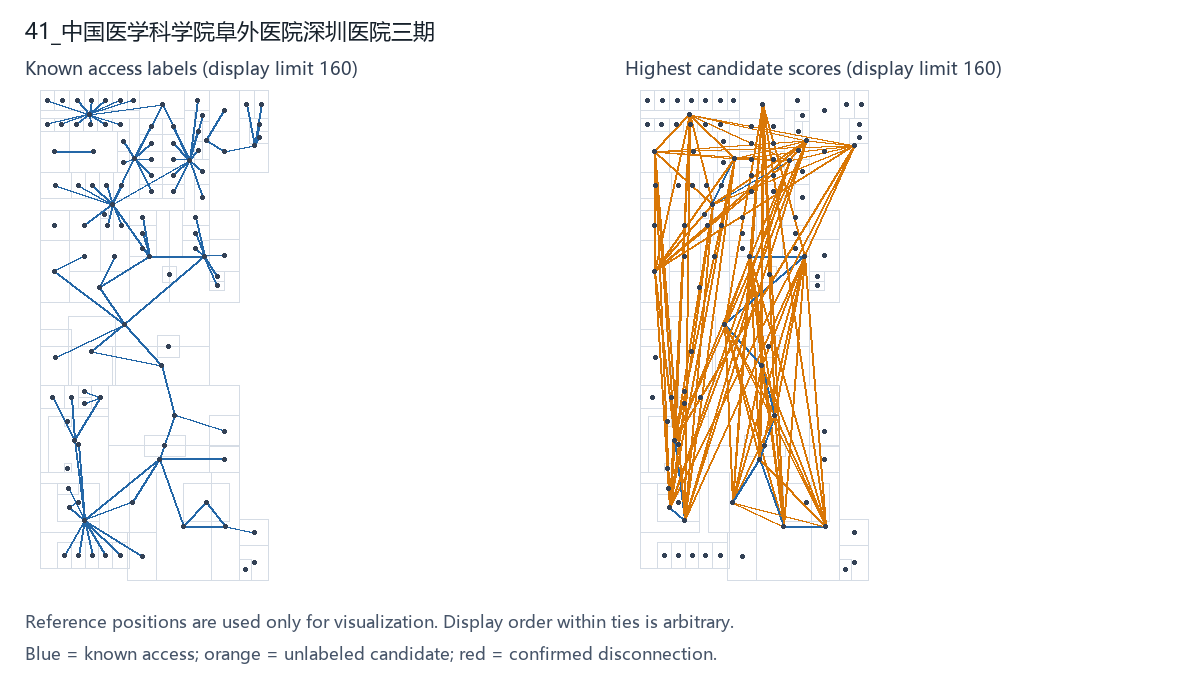 41_中国医学科学院阜外医院深圳医院三期
Known access labels (display limit 160)
Highest candidate scores (display limit 160)
Reference positions are used only for visualization. Display order within ties is arbitrary.
Blue = known access; orange = unlabeled candidate; red = confirmed disconnection.